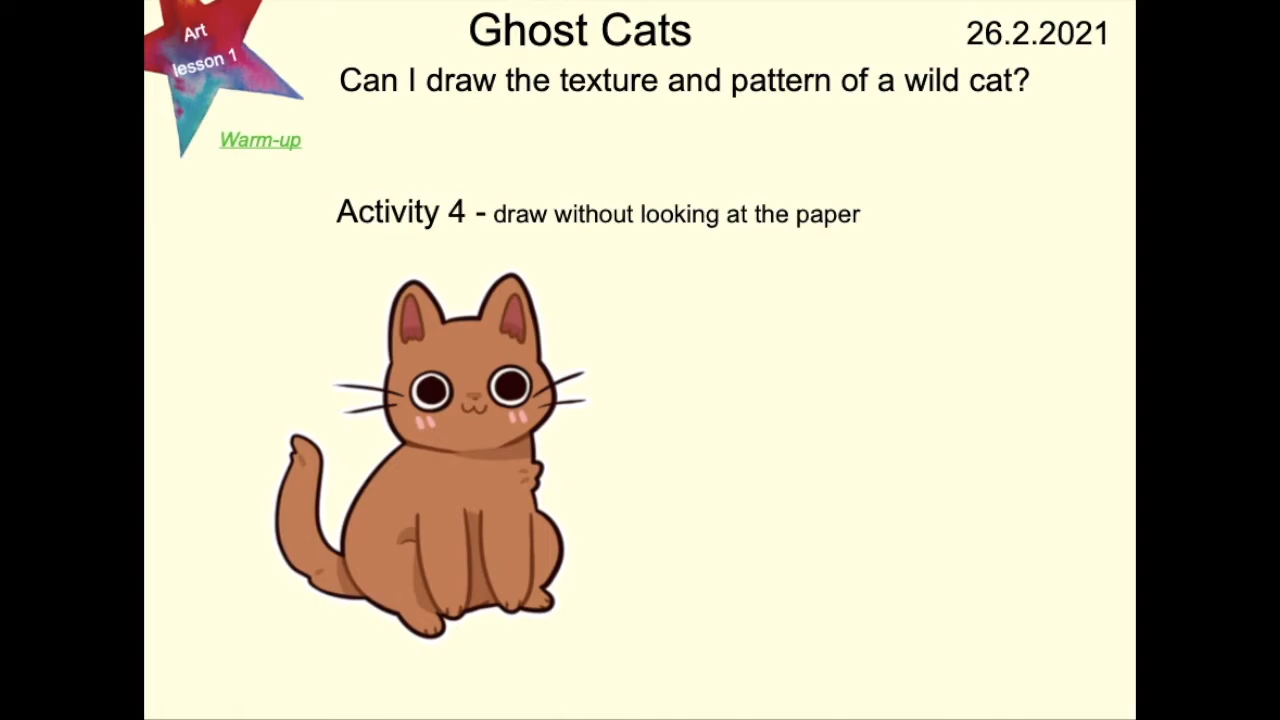 Art
lesson 1
Ghost Cats
26.2.2021
Can I draw the texture and pattern of a wild cat?
Warm-up
Activity 4 - draw without looking at the paper